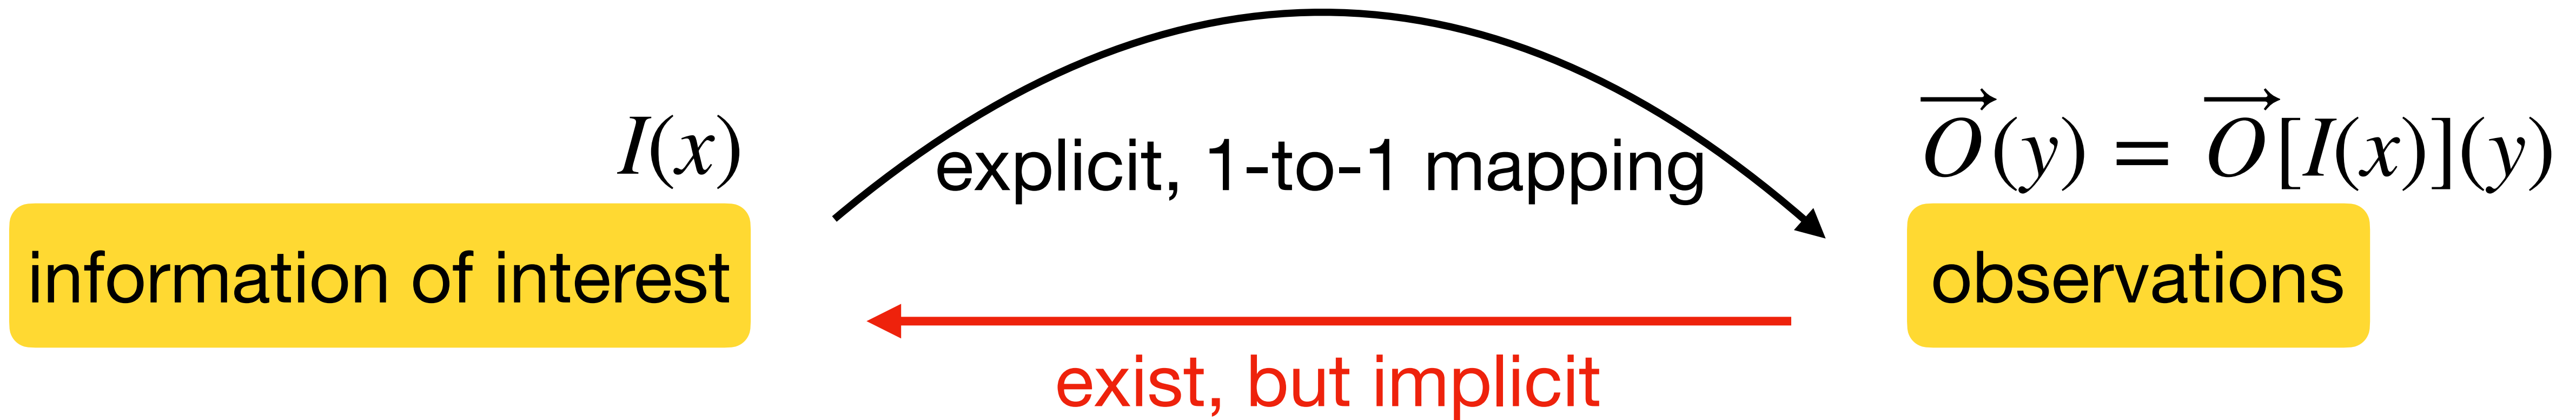 I(x)
explicit, 1-to-1 mapping
O⃗(y) = O⃗[I(x)](y)
information of interest
observations
exist, but implicit